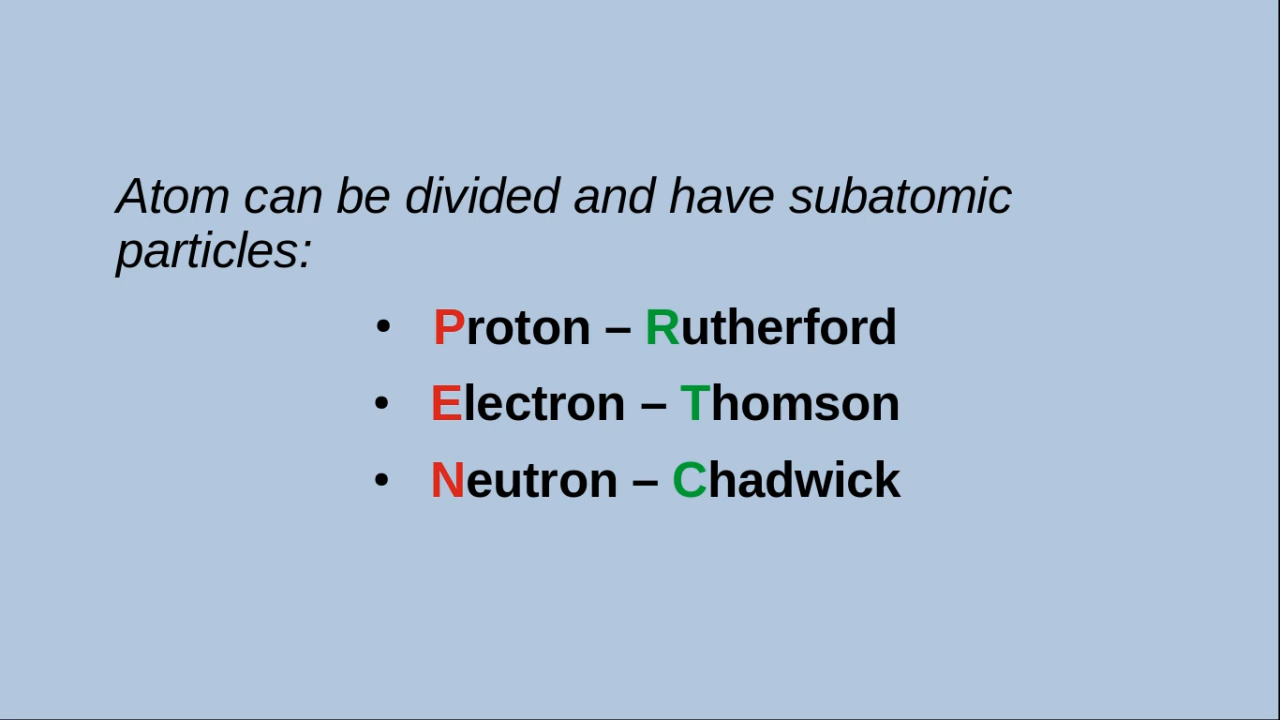 Atom can be divided and have subatomic
particles:
• Proton – Rutherford
• Electron – Thomson
• Neutron – Chadwick